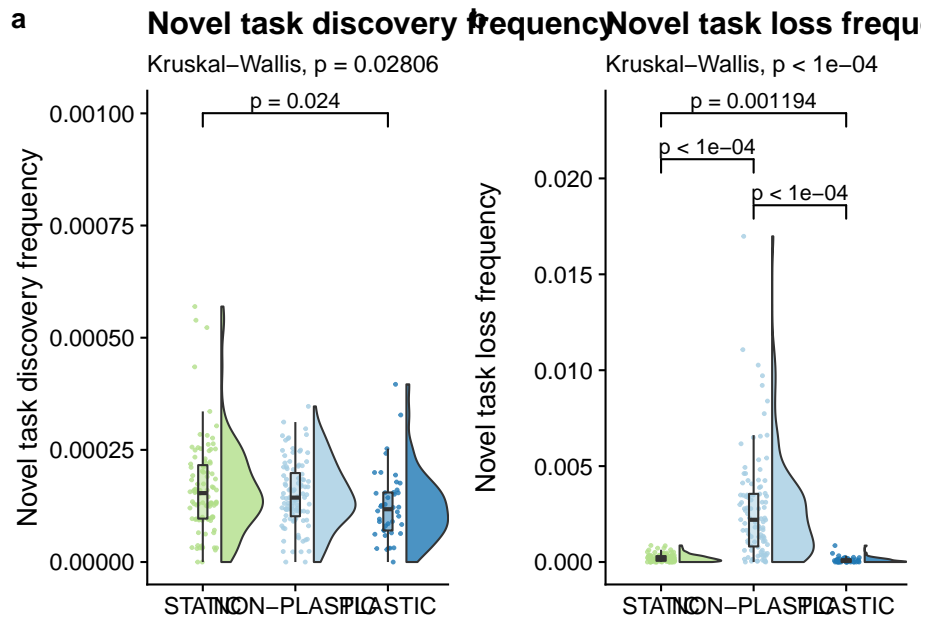 a
Novel task discovery frequency
Kruskal−Wallis, p = 0.02806
p = 0.024
0.00100
0.00075
0.00050
0.00025
0.00000
Novel task discovery frequency
STATIC
NON−PLASTIC
PLASTIC
b
Novel task loss frequ
Kruskal−Wallis, p < 1e−04
p = 0.001194
p < 1e−04
p < 1e−04
0.020
0.015
0.010
0.005
0.000
Novel task loss frequency
STATIC
NON−PLASTIC
PLASTIC